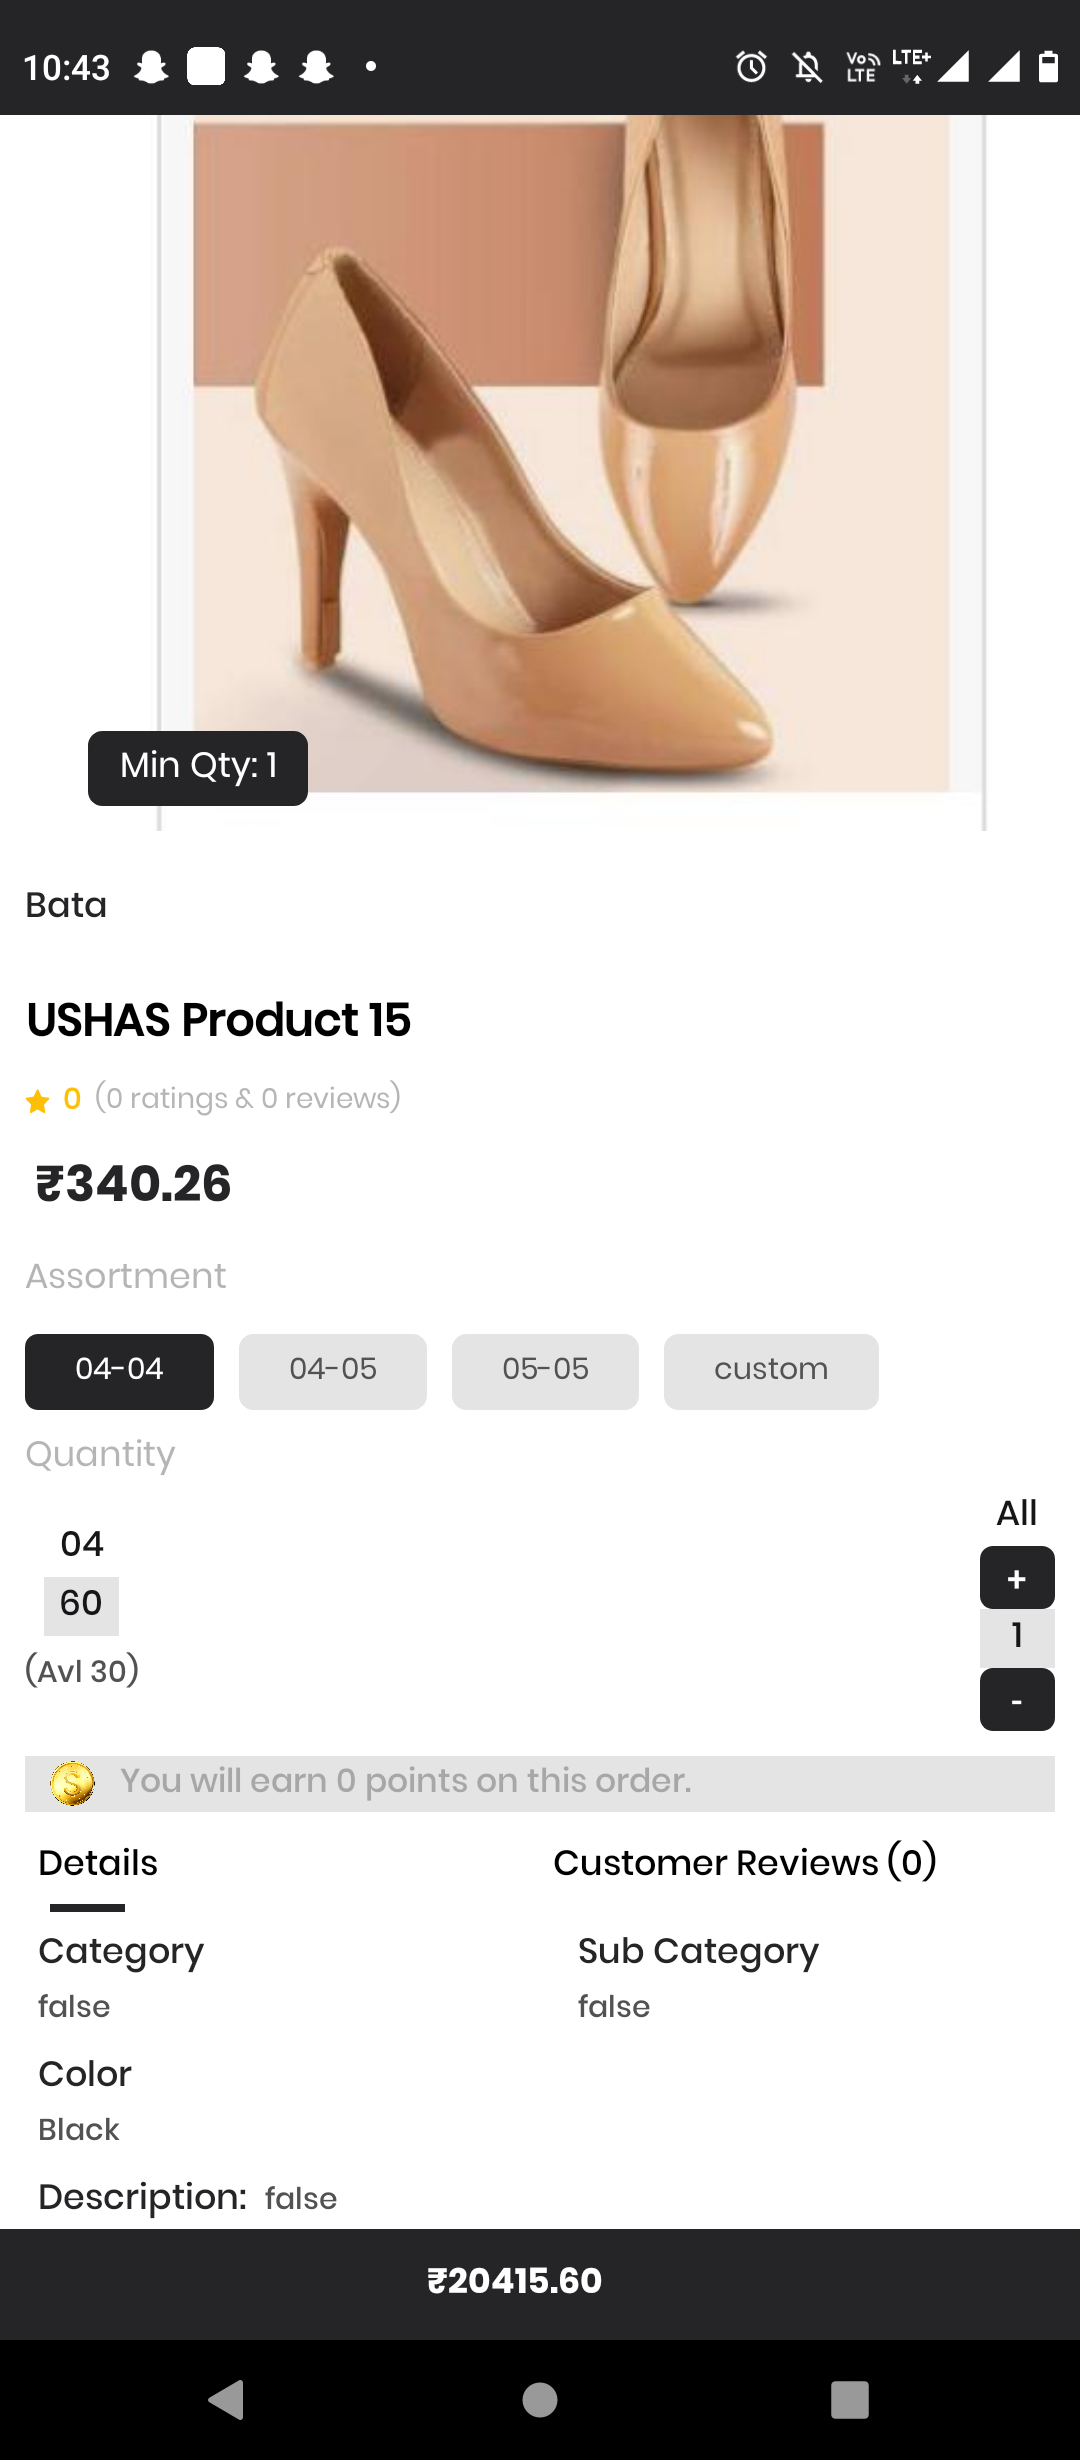 10:43 Vo LTE LTE+
Min Qty: 1
Bata
USHAS Product 15
0 (0 ratings & 0 reviews)
₹340.26
Assortment
04-04 04-05 05-05 custom
Quantity
All
04
+
60
1
(Avl 30)
-
You will earn 0 points on this order.
Details Customer Reviews (0)
Category Sub Category
false false
Color
Black
Description: false
₹20415.60